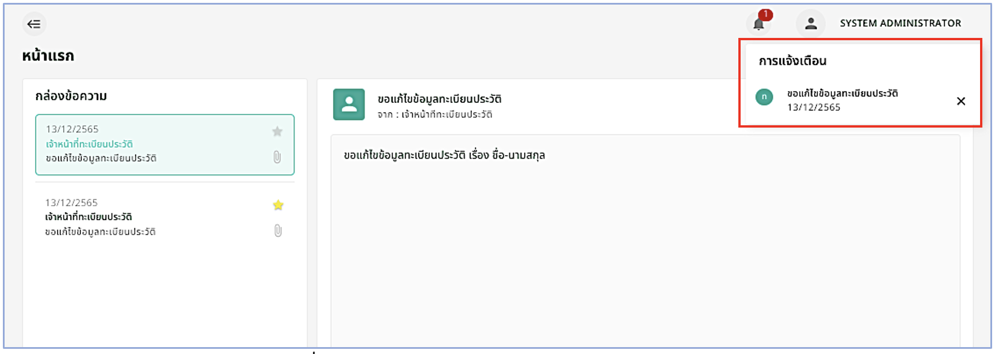 1
SYSTEM ADMINISTRATOR
หน้าแรก
การแจ้งเตือน
ก
ขอแก้ไขข้อมูลทะเบียนประวัติ
13/12/2565
กล่องข้อความ
13/12/2565
เจ้าหน้าที่ทะเบียนประวัติ
ขอแก้ไขข้อมูลทะเบียนประวัติ
13/12/2565
เจ้าหน้าที่ทะเบียนประวัติ
ขอแก้ไขข้อมูลทะเบียนประวัติ
ขอแก้ไขข้อมูลทะเบียนประวัติ
จาก : เจ้าหน้าที่ทะเบียนประวัติ
ขอแก้ไขข้อมูลทะเบียนประวัติ เรื่อง ชื่อ-นามสกุล